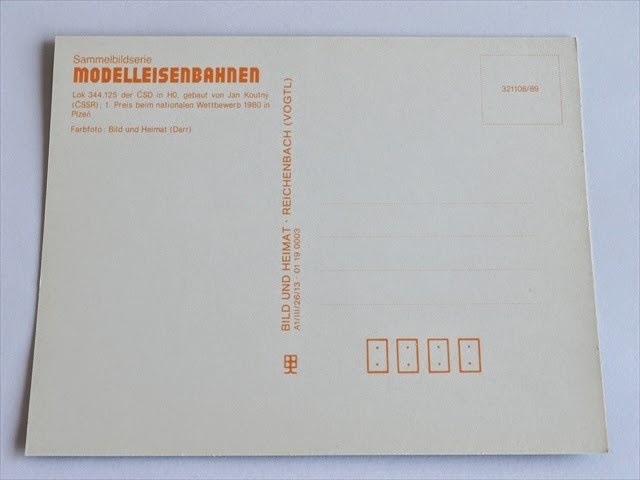 Sammelbildserie
MODELLEISENBAHNEN
Lok 344.125 der ČSD in H0, gebaut von Jan Koutný
(ČSSR); 1. Preis beim nationalen Wettbewerb 1980 in
Plzeň
Farbfoto: Bild und Heimat (Darr)
BILD UND HEIMAT · REICHENBACH (VOGTL)
A1/III/26/13 · 01 19 0003
321108/89